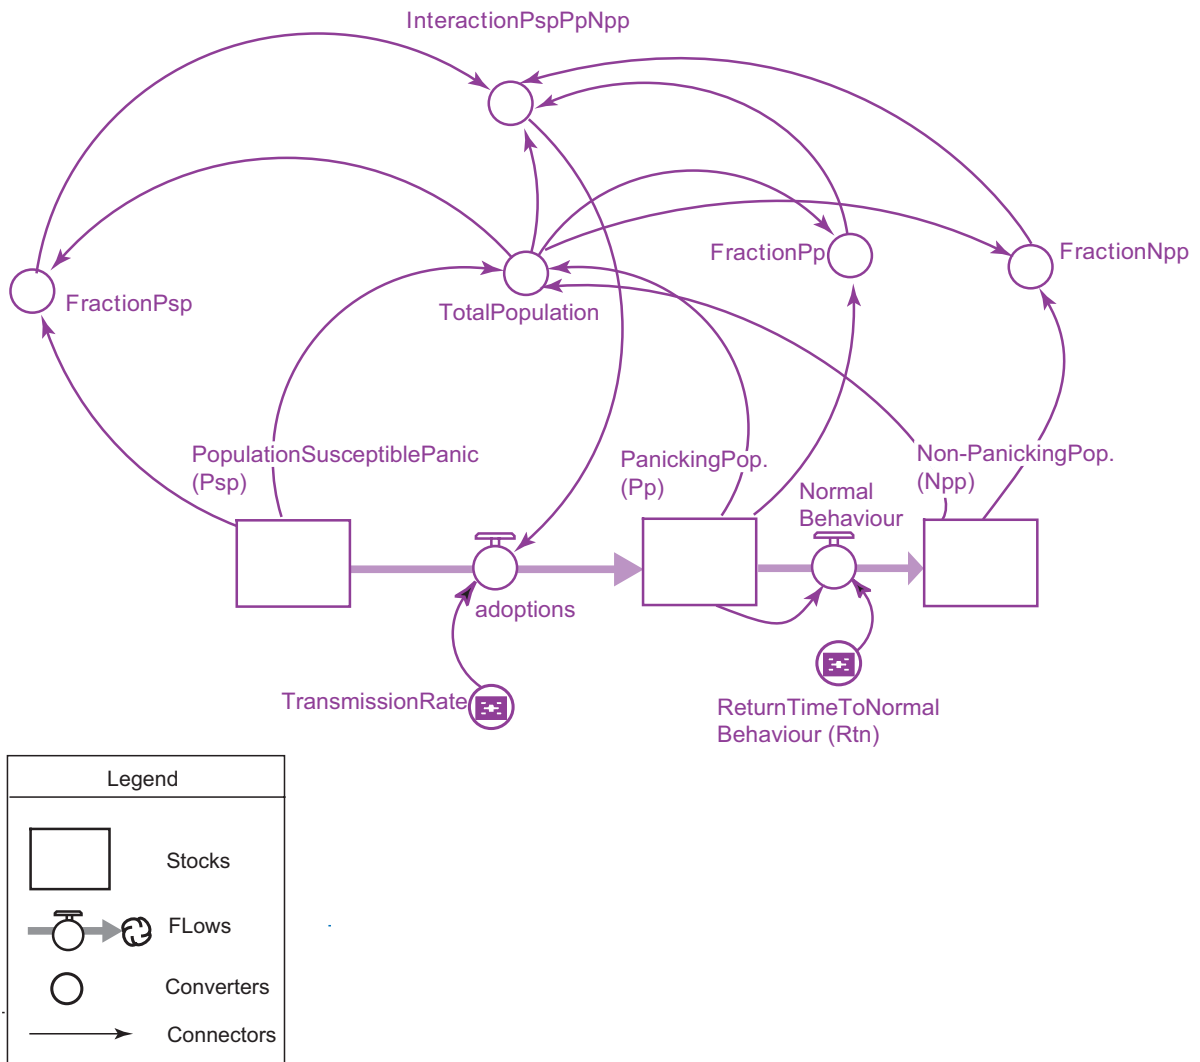 InteractionPspPpNpp
FractionPp
FractionNpp
FractionPsp
TotalPopulation
PopulationSusceptiblePanic
(Psp)
PanickingPop.
(Pp)
Non-PanickingPop.
(Npp)
Normal
Behaviour
adoptions
TransmissionRate
ReturnTimeToNormal
Behaviour (Rtn)
Legend
Stocks
FLows
Converters
Connectors